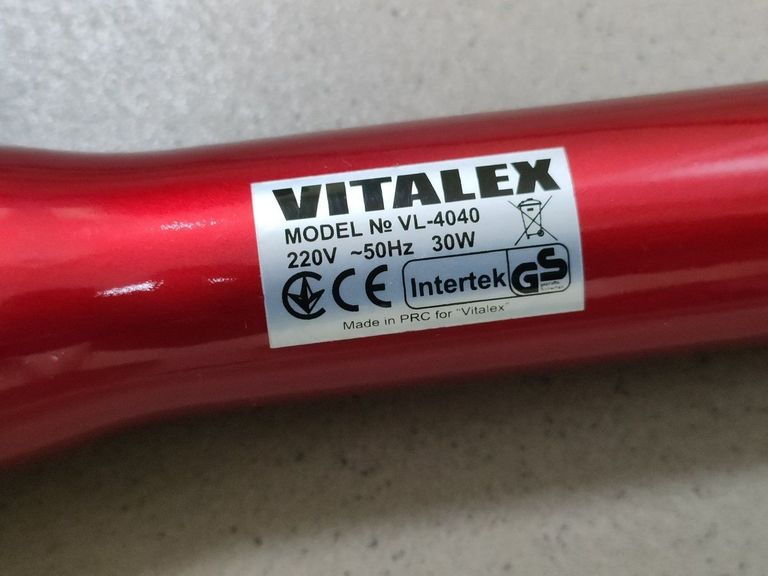 VITALEX
MODEL № VL-4040
220V ~50Hz 30W
CE Intertek GS
Made in PRC for "Vitalex"